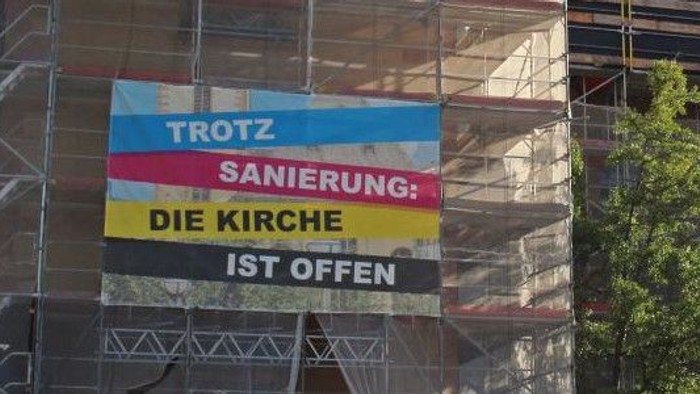 TROTZ
SANIERUNG:
DIE KIRCHE
IST OFFEN